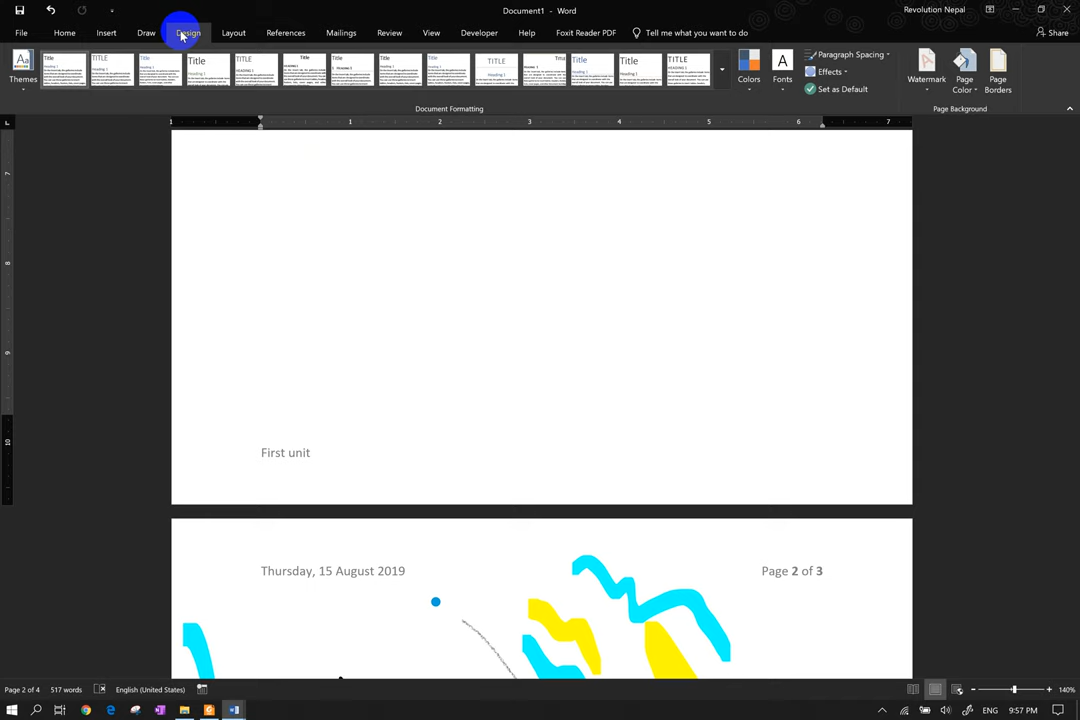 Document1 - Word
Revolution Nepal
File Home Insert Draw Design Layout References Mailings Review View Developer Help Foxit Reader PDF Tell me what you want to do Share
Themes
Colors
Fonts
Paragraph Spacing
Effects
Set as Default
Watermark
Page Color
Page Borders
Document Formatting
Page Background
First unit
Thursday, 15 August 2019
Page 2 of 3
Page 2 of 4 517 words English (United States) 140%
ENG 9:57 PM